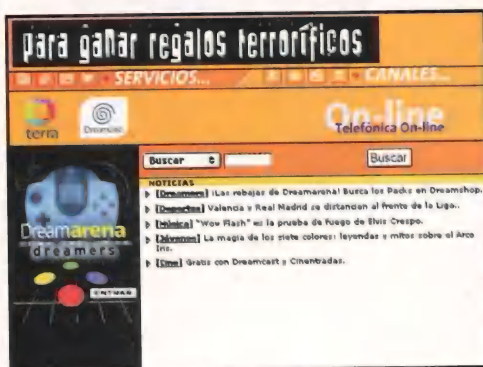 para ganar regalos terroríficos
SERVICIOS... CANALES...
terra Dreamcast
On-line
Telefónica On-line
Buscar Buscar
NOTICIAS
[Dreamers] ¡Las rebajas de Dreamarena! Busca los Packs en Dreamshop.
[Deportes] Valencia y Real Madrid se distancian al frente de la Liga..
[Música] "Wow Flash" es la prueba de fuego de Elvis Crespo.
[Jóvenes] La magia de los siete colores: leyendas y mitos sobre el Arco
Iris.
[Cine] Gratis con Dreamcast y Cinentradas.
Dreamarena
dreamers
ENTRAR